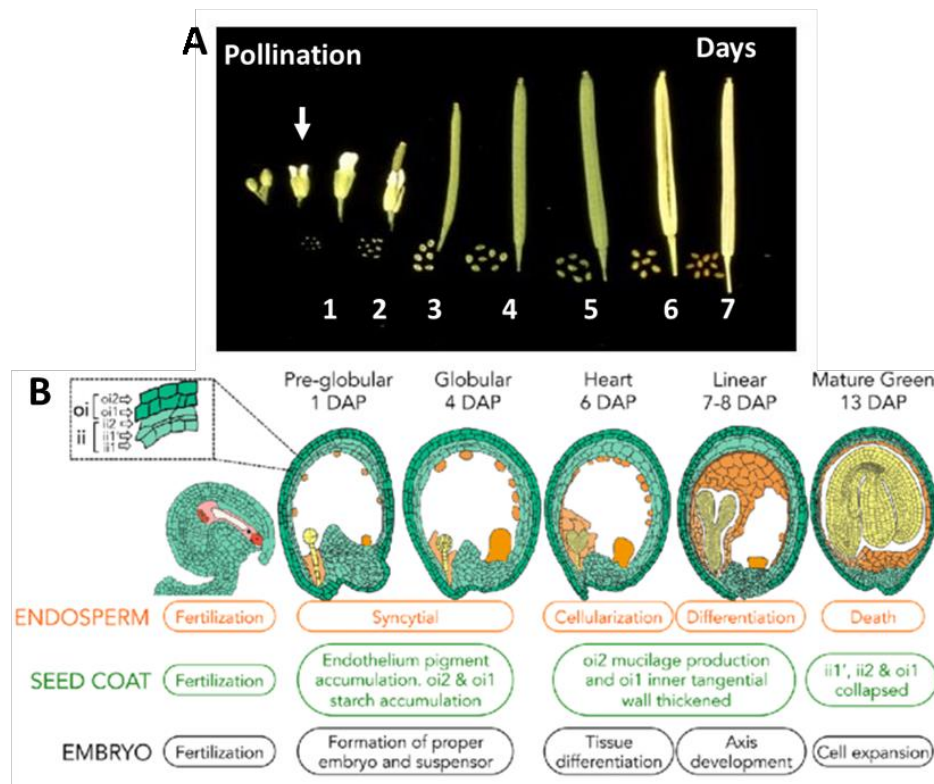 A
Pollination
Days
1 2 3 4 5 6 7
B
oi
oi2
oi1
ii
ii2
ii1'
ii1
Pre-globular
1 DAP
Globular
4 DAP
Heart
6 DAP
Linear
7-8 DAP
Mature Green
13 DAP
ENDOSPERM
Fertilization
Syncytial
Cellularization
Differentiation
Death
SEED COAT
Fertilization
Endothelium pigment
accumulation. oi2 & oi1
starch accumulation
oi2 mucilage production
and oi1 inner tangential
wall thickened
ii1', ii2 & oi1
collapsed
EMBRYO
Fertilization
Formation of proper
embryo and suspensor
Tissue
differentiation
Axis
development
Cell expansion